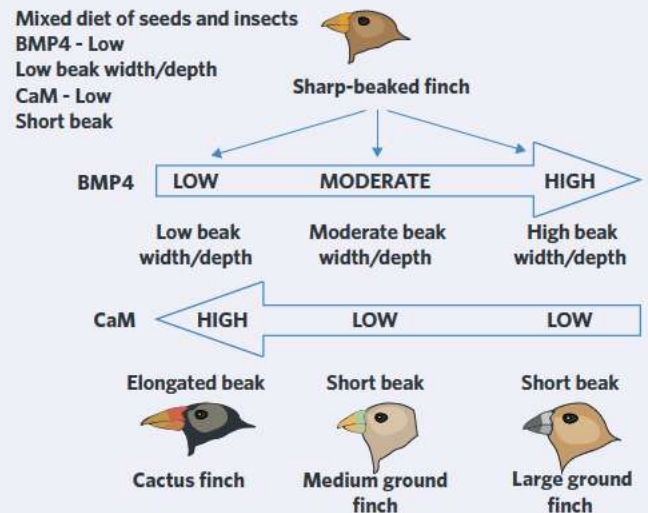 Mixed diet of seeds and insects
BMP4 - Low
Low beak width/depth
CaM - Low
Short beak
Sharp-beaked finch
BMP4 LOW MODERATE HIGH
Low beak width/depth
Moderate beak width/depth
High beak width/depth
CaM HIGH LOW LOW
Elongated beak Short beak Short beak
Cactus finch
Medium ground finch
Large ground finch